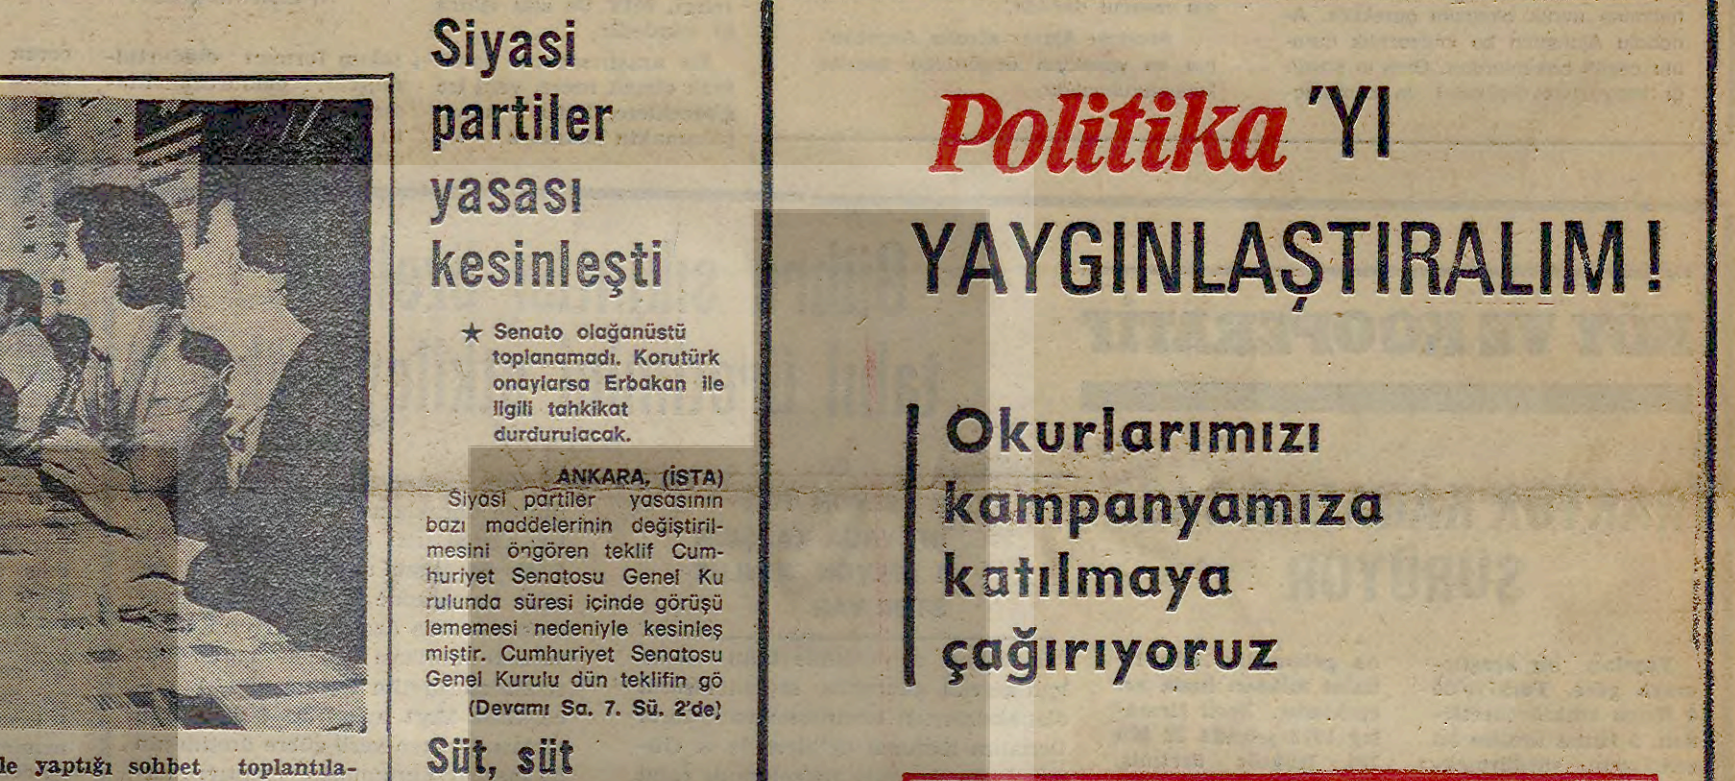 Siyasi
partiler
yasası
kesinleşti
★ Senato olağanüstü
toplanamadı. Korutürk
onaylarsa Erbakan ile
ilgili tahkikat
durdurulacak.
ANKARA, (İSTA)
Siyasi partiler yasasının
bazı maddelerinin değiştiril-
mesini öngören teklif Cum-
huriyet Senatosu Genel Ku
rulunda süresi içinde görüşü
lememesi nedeniyle kesinleş
miştir. Cumhuriyet Senatosu
Genel Kurulu dün teklifin gö
(Devamı Sa. 7. Sü. 2'de)
Süt, süt
le yaptığı sohbet toplantıla-
Politika'YI
YAYGINLAŞTIRALIM!
Okurlarımızı
kampanyamıza
katılmaya
çağırıyoruz